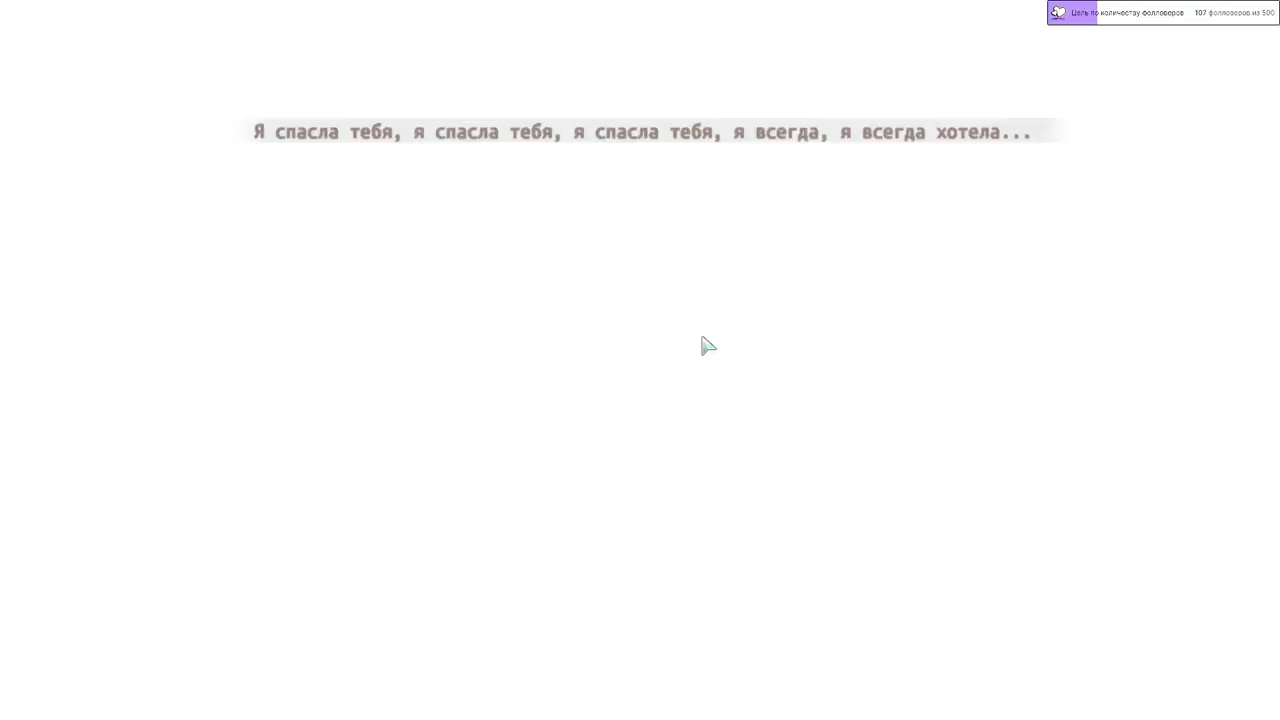 Цель по количеству фолловеров 107 фолловеров из 500
Я спасла тебя, я спасла тебя, я спасла тебя, я всегда, я всегда хотела...